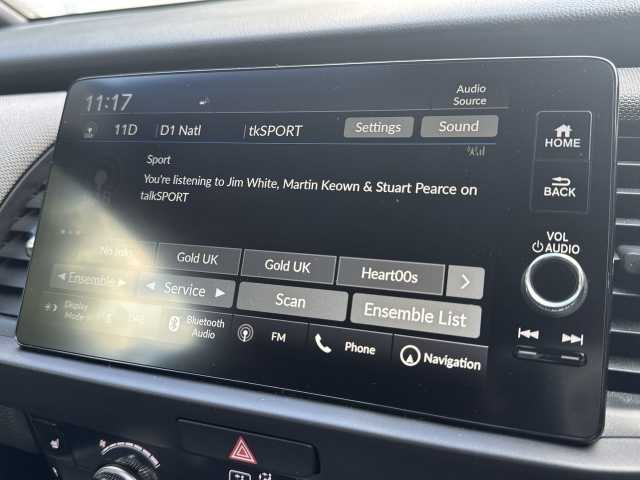 11:17
Audio
Source
11D D1 Natl tkSPORT Settings Sound
HOME
Sport
You're listening to Jim White, Martin Keown & Stuart Pearce on
talkSPORT
BACK
VOL
AUDIO
No Info Gold UK Gold UK Heart00s
Ensemble Service Scan Ensemble List
Display
Mode
Bluetooth
Audio
FM
Phone
Navigation